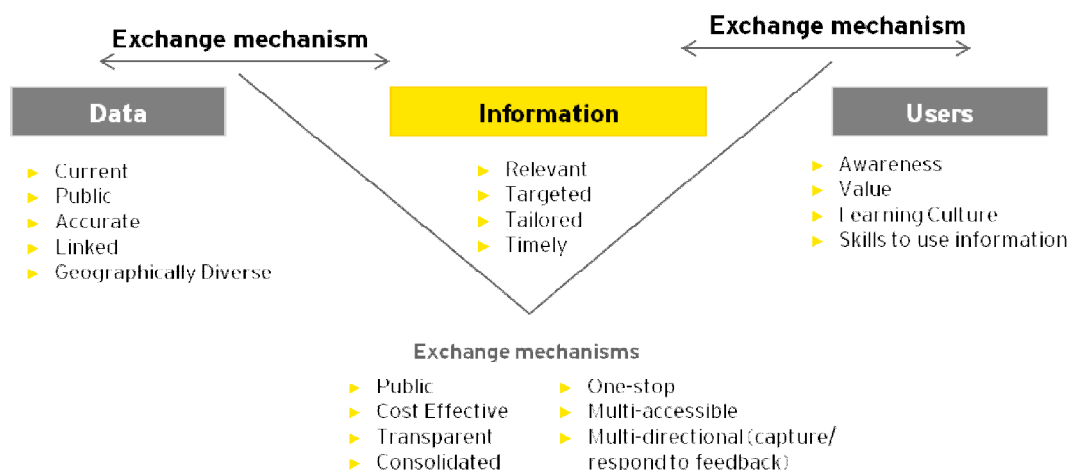 Exchange mechanism
Exchange mechanism
Data
Information
Users
Current
Public
Accurate
Linked
Geographically Diverse
Relevant
Targeted
Tailored
Timely
Awareness
Value
Learning Culture
Skills to use information
Exchange mechanisms
Public
Cost Effective
Transparent
Consolidated
One-stop
Multi-accessible
Multi-directional (capture/
respond to feedback)